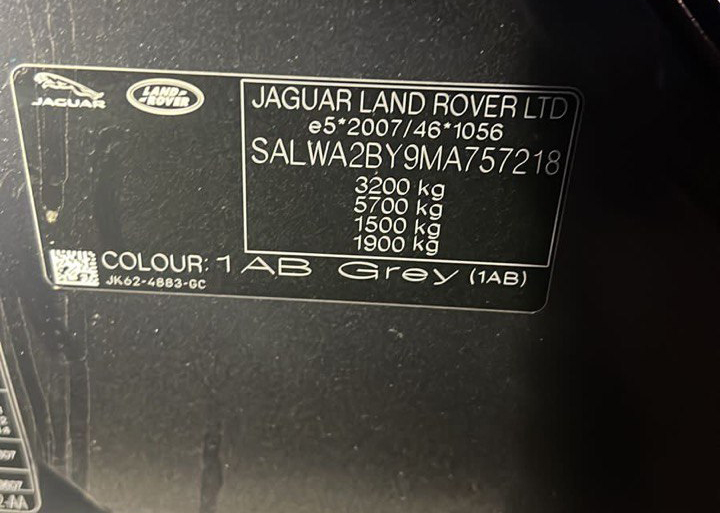 JAGUAR
LAND ROVER
JAGUAR LAND ROVER LTD
e5*2007/46*1056
SALWA2BY9MA757218
3200 kg
5700 kg
1500 kg
1900 kg
COLOUR: 1AB Grey (1AB)
JK62-4883-GC